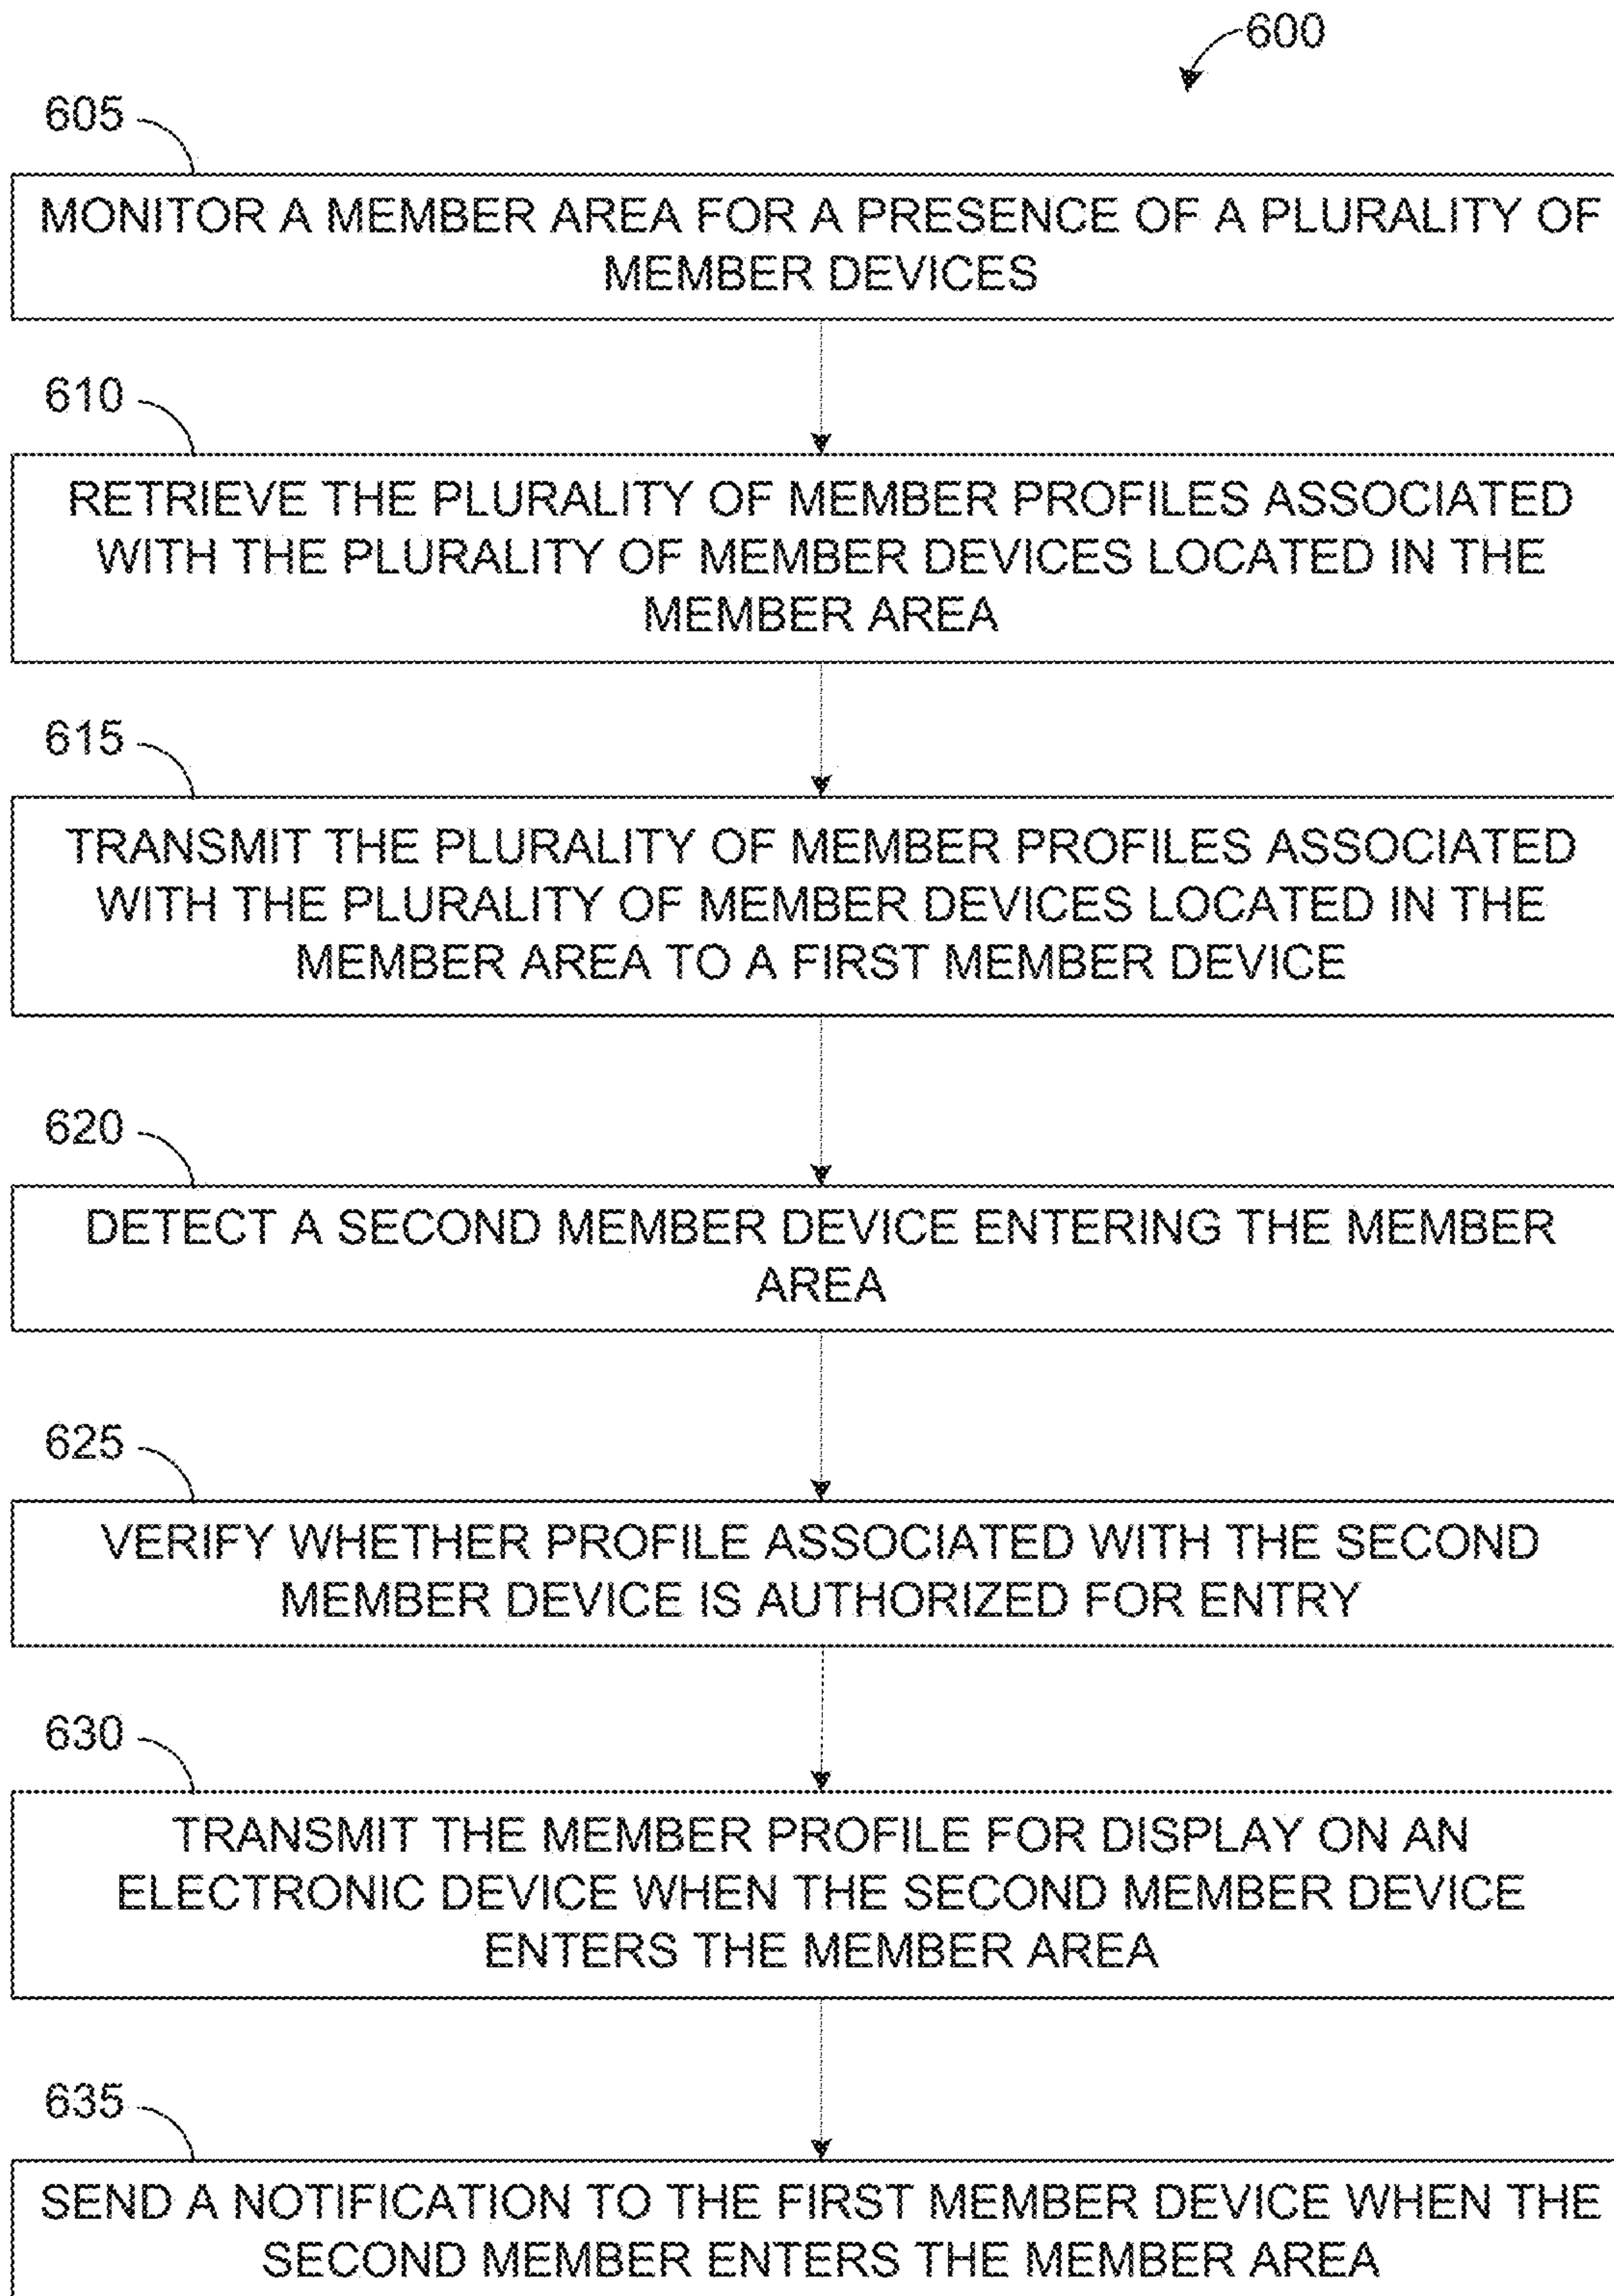 600
605
MONITOR A MEMBER AREA FOR A PRESENCE OF A PLURALITY OF
MEMBER DEVICES
610
RETRIEVE THE PLURALITY OF MEMBER PROFILES ASSOCIATED
WITH THE PLURALITY OF MEMBER DEVICES LOCATED IN THE
MEMBER AREA
615
TRANSMIT THE PLURALITY OF MEMBER PROFILES ASSOCIATED
WITH THE PLURALITY OF MEMBER DEVICES LOCATED IN THE
MEMBER AREA TO A FIRST MEMBER DEVICE
620
DETECT A SECOND MEMBER DEVICE ENTERING THE MEMBER
AREA
625
VERIFY WHETHER PROFILE ASSOCIATED WITH THE SECOND
MEMBER DEVICE IS AUTHORIZED FOR ENTRY
630
TRANSMIT THE MEMBER PROFILE FOR DISPLAY ON AN
ELECTRONIC DEVICE WHEN THE SECOND MEMBER DEVICE
ENTERS THE MEMBER AREA
635
SEND A NOTIFICATION TO THE FIRST MEMBER DEVICE WHEN THE
SECOND MEMBER ENTERS THE MEMBER AREA